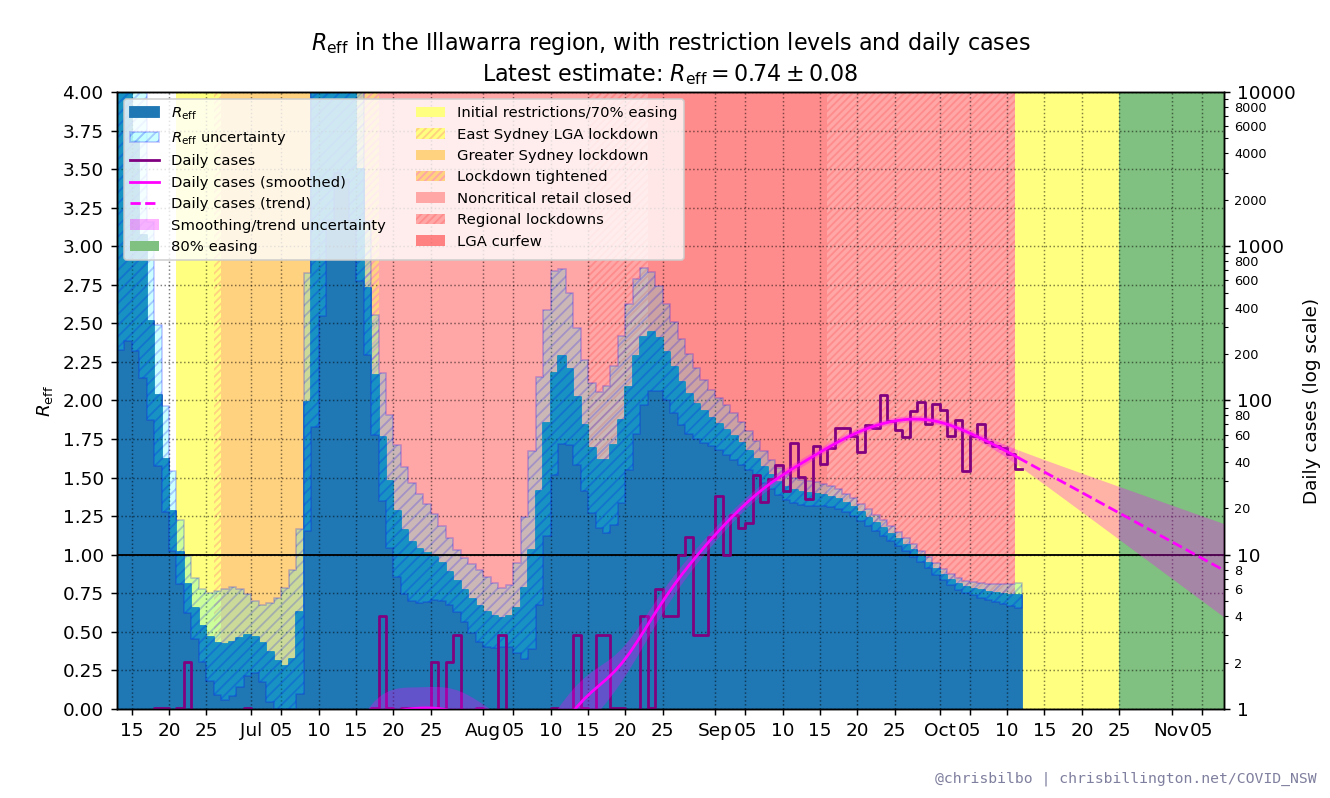 R_eff in the Illawarra region, with restriction levels and daily cases
Latest estimate: R_eff = 0.74 ± 0.08
R_eff
R_eff uncertainty
Daily cases
Daily cases (smoothed)
Daily cases (trend)
Smoothing/trend uncertainty
80% easing
Initial restrictions/70% easing
East Sydney LGA lockdown
Greater Sydney lockdown
Lockdown tightened
Noncritical retail closed
Regional lockdowns
LGA curfew
4.00
3.75
3.50
3.25
3.00
2.75
2.50
2.25
2.00
1.75
1.50
1.25
1.00
0.75
0.50
0.25
0.00
R_eff
10000
8000
6000
4000
2000
1000
800
600
400
200
100
80
60
40
20
10
8
6
4
2
1
Daily cases (log scale)
15 20 25 Jul 05 10 15 20 25 Aug 05 10 15 20 25 Sep 05 10 15 20 25 Oct 05 10 15 20 25 Nov 05
@chrisbilbo | chrisbillington.net/COVID_NSW